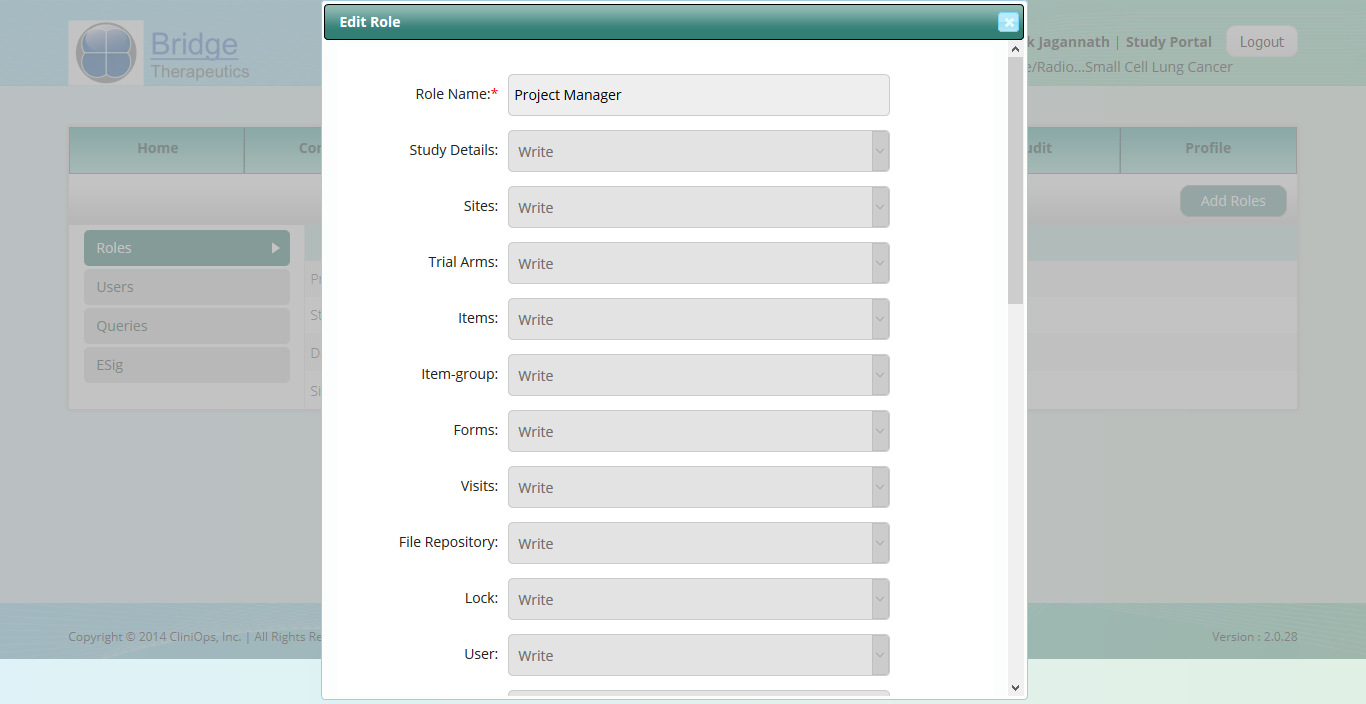 Edit Role
Bridge
Therapeutics
k Jagannath | Study Portal
Logout
e/Radio...Small Cell Lung Cancer
Home
Con
udit
Profile
Add Roles
Roles
Users
Queries
ESig
Pr
St
D
Si
Role Name:* Project Manager
Study Details: Write
Sites: Write
Trial Arms: Write
Items: Write
Item-group: Write
Forms: Write
Visits: Write
File Repository: Write
Lock: Write
User: Write
Copyright © 2014 CliniOps, Inc. | All Rights Re
Version : 2.0.28